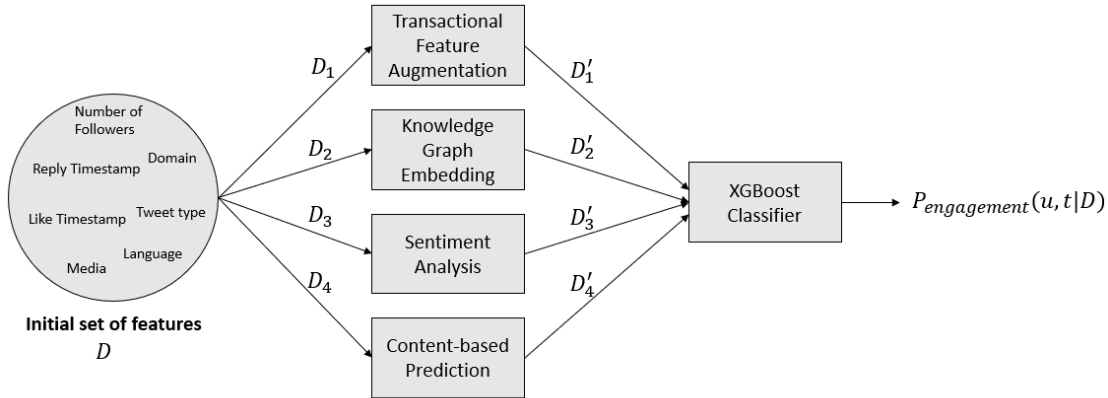 Number of
Followers
Reply Timestamp
Domain
Like Timestamp
Tweet type
Language
Media
Initial set of features
D
D₁
D₂
D₃
D₄
Transactional
Feature
Augmentation
Knowledge
Graph
Embedding
Sentiment
Analysis
Content-based
Prediction
D′₁
D′₂
D′₃
D′₄
XGBoost
Classifier
P_engagement(u, t|D)